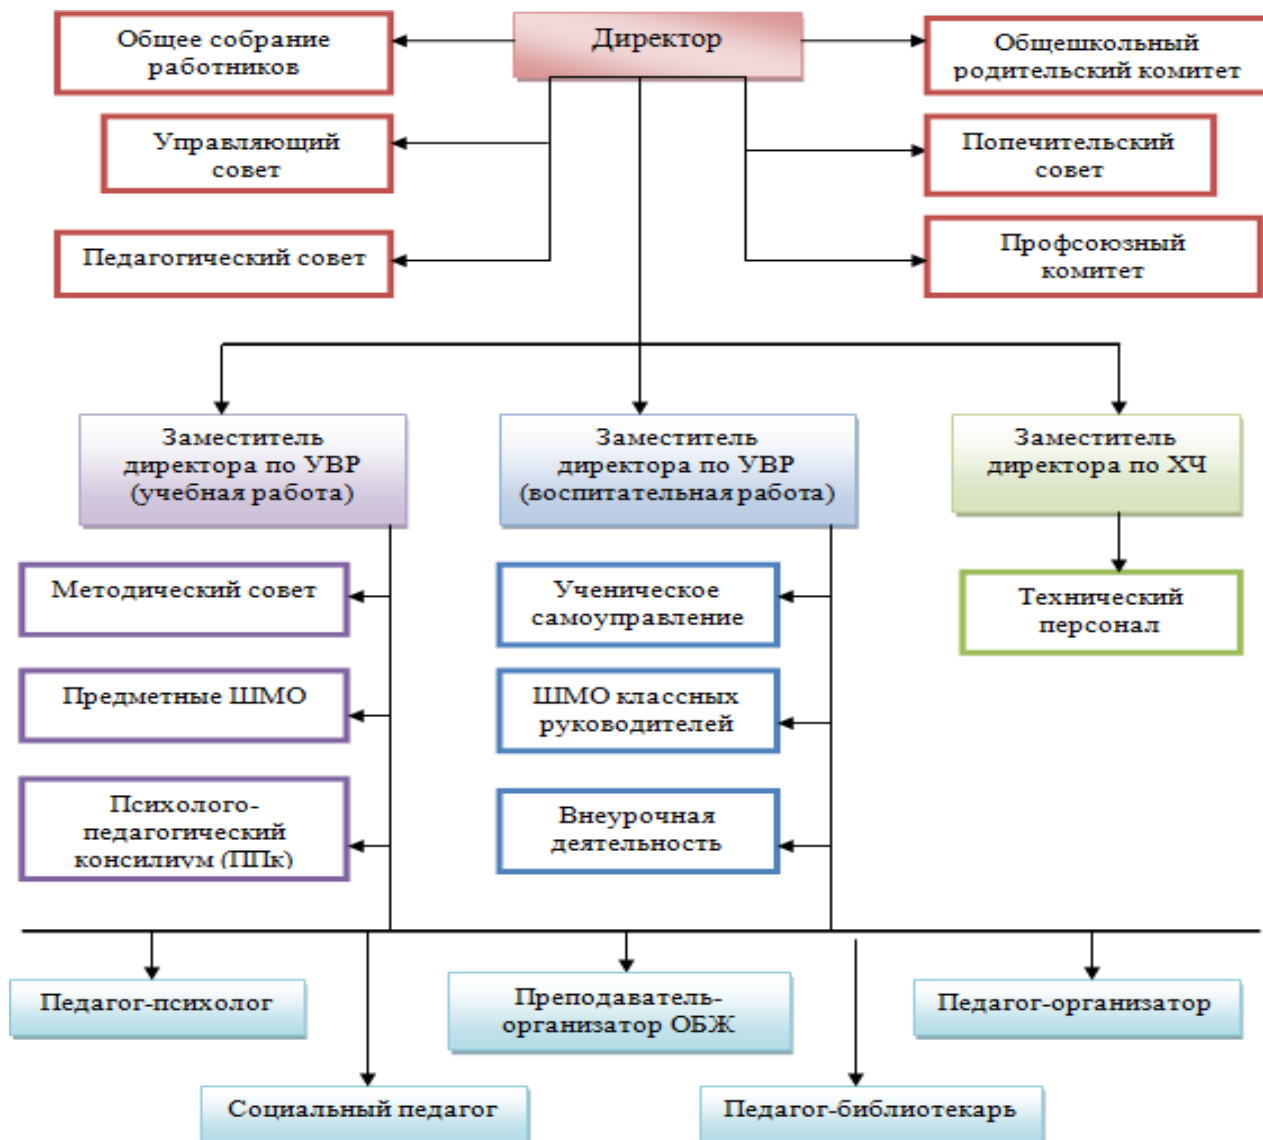 Директор
Общее собрание
работников
Общешкольный
родительский комитет
Управляющий
совет
Попечительский
совет
Педагогический совет
Профсоюзный
комитет
Заместитель
директора по УВР
(учебная работа)
Заместитель
директора по УВР
(воспитательная работа)
Заместитель
директора по ХЧ
Методический совет
Ученическое
самоуправление
Технический
персонал
Предметные ШМО
ШМО классных
руководителей
Психолого-
педагогический
консилиум (ППк)
Внеурочная
деятельность
Педагог-психолог
Преподаватель-
организатор ОБЖ
Педагог-организатор
Социальный педагог
Педагог-библиотекарь